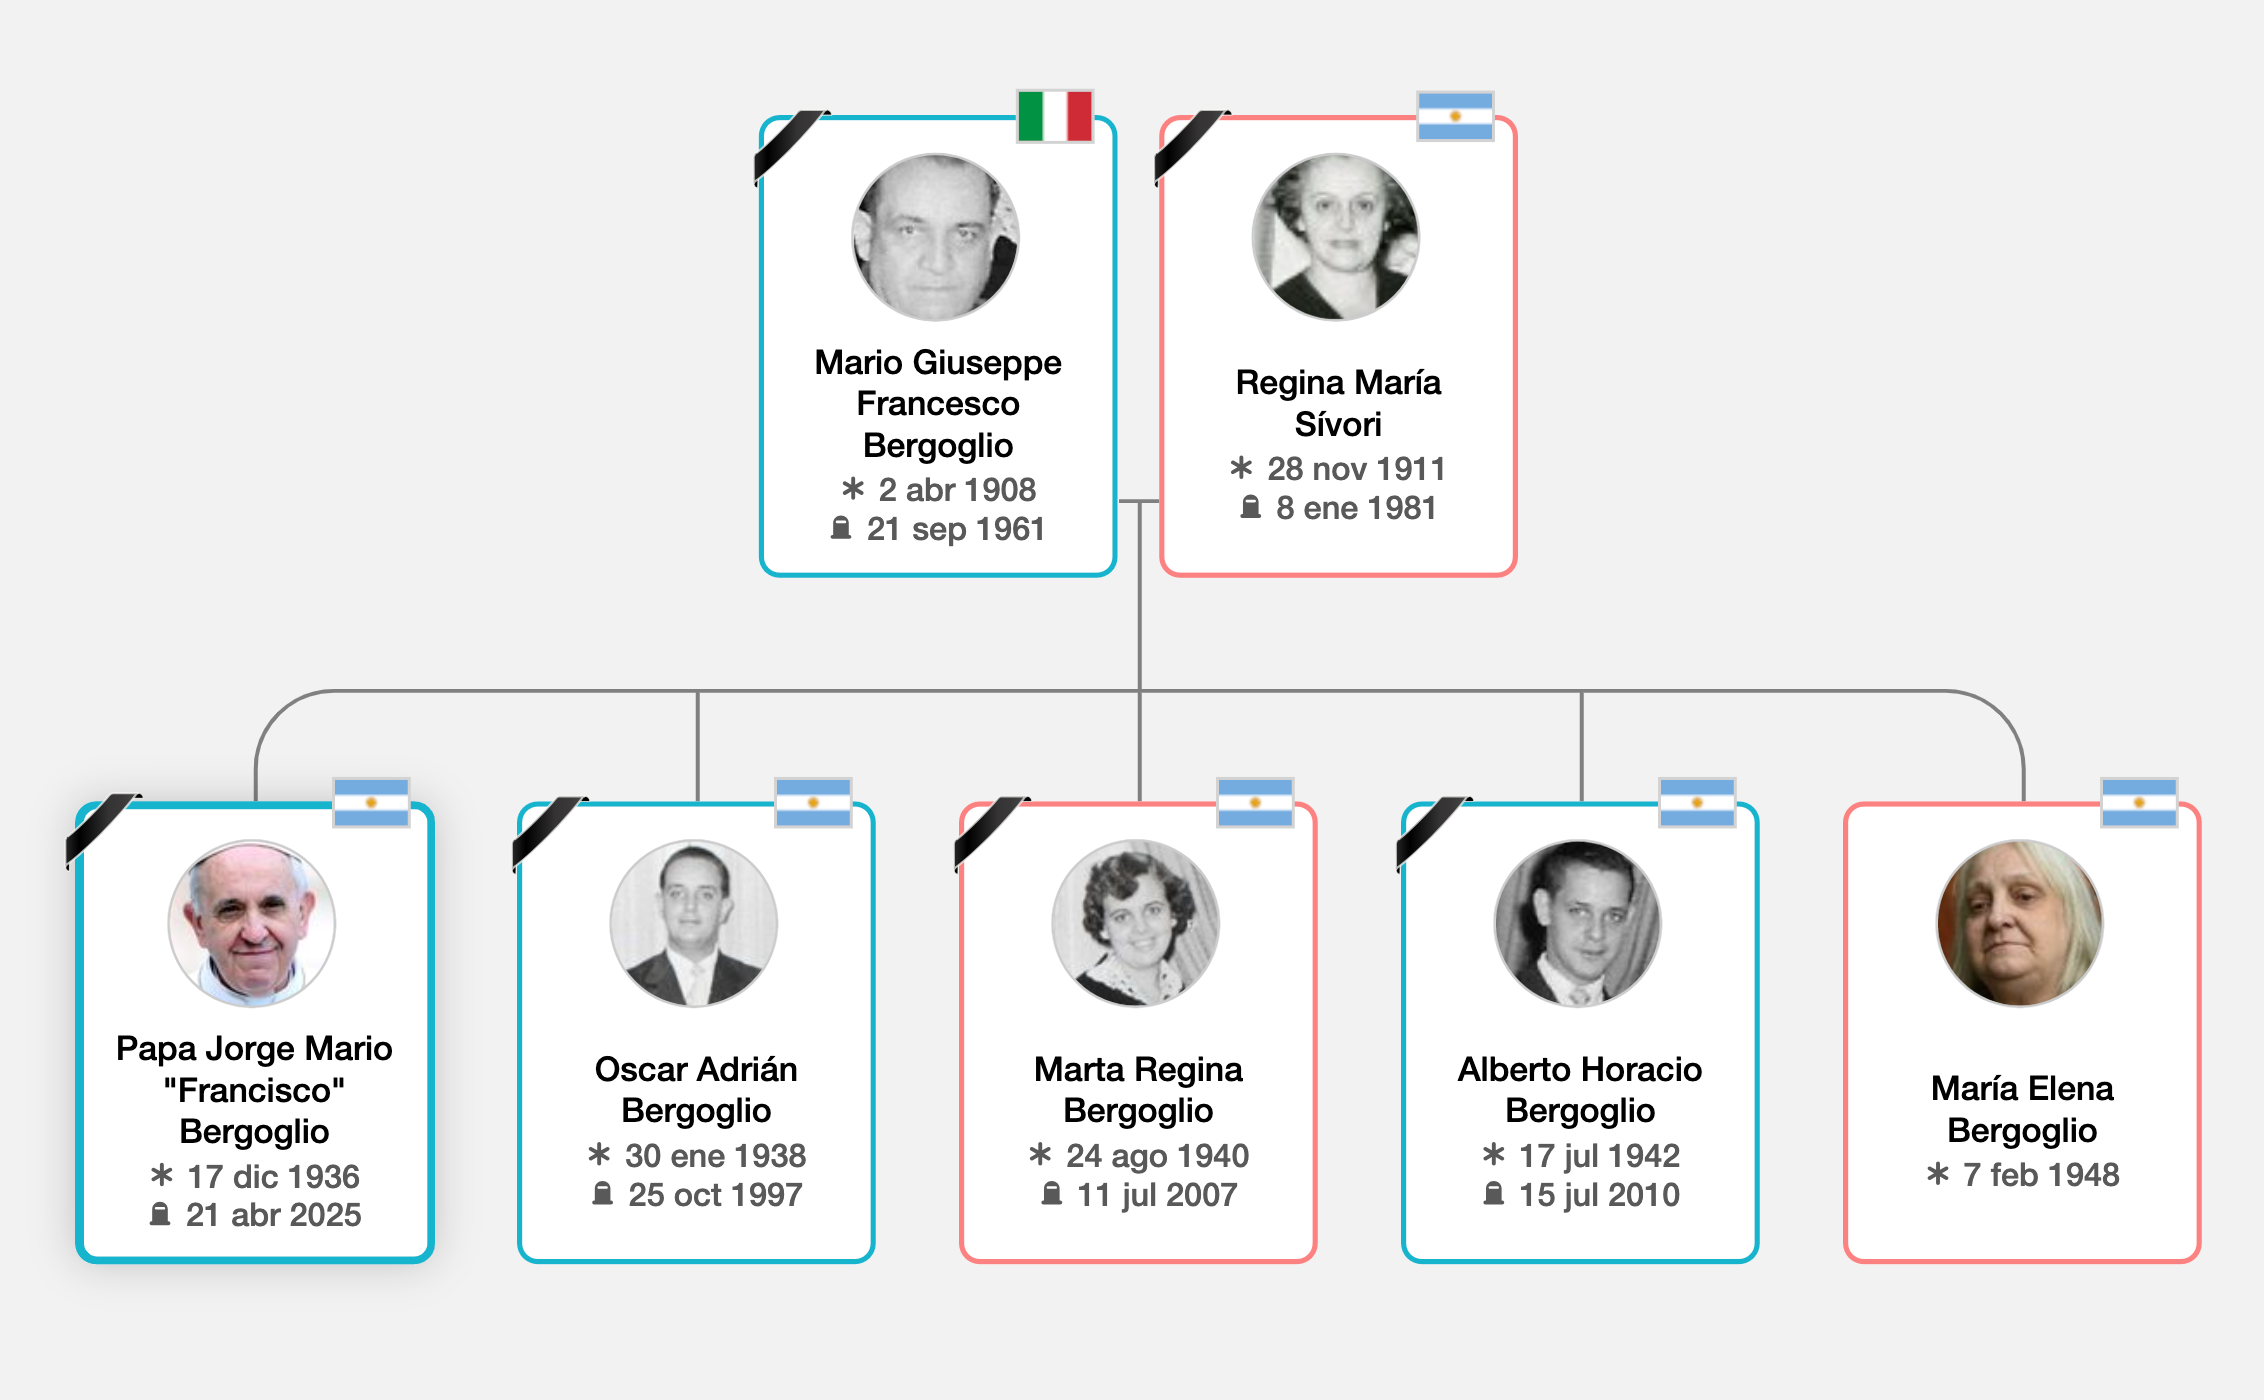 Mario Giuseppe
Francesco
Bergoglio
* 2 abr 1908
21 sep 1961
Regina María
Sívori
* 28 nov 1911
8 ene 1981
Papa Jorge Mario
"Francisco"
Bergoglio
* 17 dic 1936
21 abr 2025
Oscar Adrián
Bergoglio
* 30 ene 1938
25 oct 1997
Marta Regina
Bergoglio
* 24 ago 1940
11 jul 2007
Alberto Horacio
Bergoglio
* 17 jul 1942
15 jul 2010
María Elena
Bergoglio
* 7 feb 1948